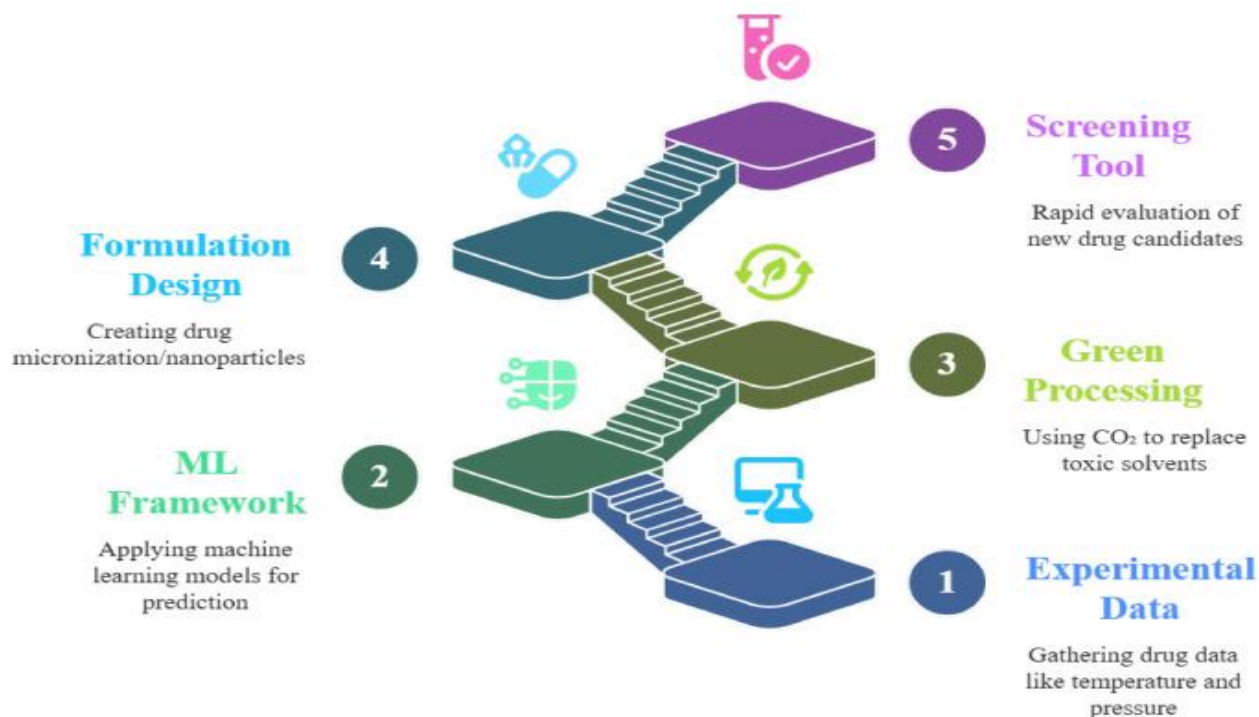 5
Screening
Tool
Rapid evaluation of
new drug candidates
4
Formulation
Design
Creating drug
micronization/nanoparticles
3
Green
Processing
Using CO₂ to replace
toxic solvents
2
ML
Framework
Applying machine
learning models for
prediction
1
Experimental
Data
Gathering drug data
like temperature and
pressure